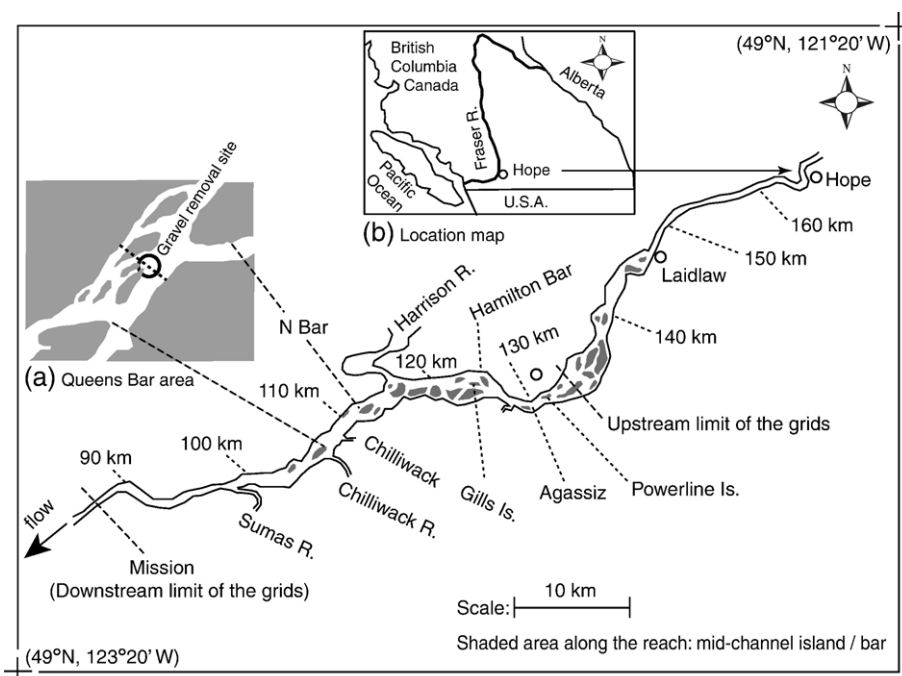 (49°N, 121°20' W)
N
British
Columbia
Canada
N
Alberta
Fraser R.
Hope
Pacific
Ocean
U.S.A.
(b) Location map
Hope
160 km
150 km
Laidlaw
140 km
Gravel removal site
N Bar
(a) Queens Bar area
Harrison R.
Hamilton Bar
130 km
120 km
110 km
100 km
90 km
Upstream limit of the grids
Powerline Is.
Agassiz
Gills Is.
Chilliwack
Chilliwack R.
Sumas R.
flow
Mission
(Downstream limit of the grids)
10 km
Scale:
Shaded area along the reach: mid-channel island / bar
(49°N, 123°20' W)